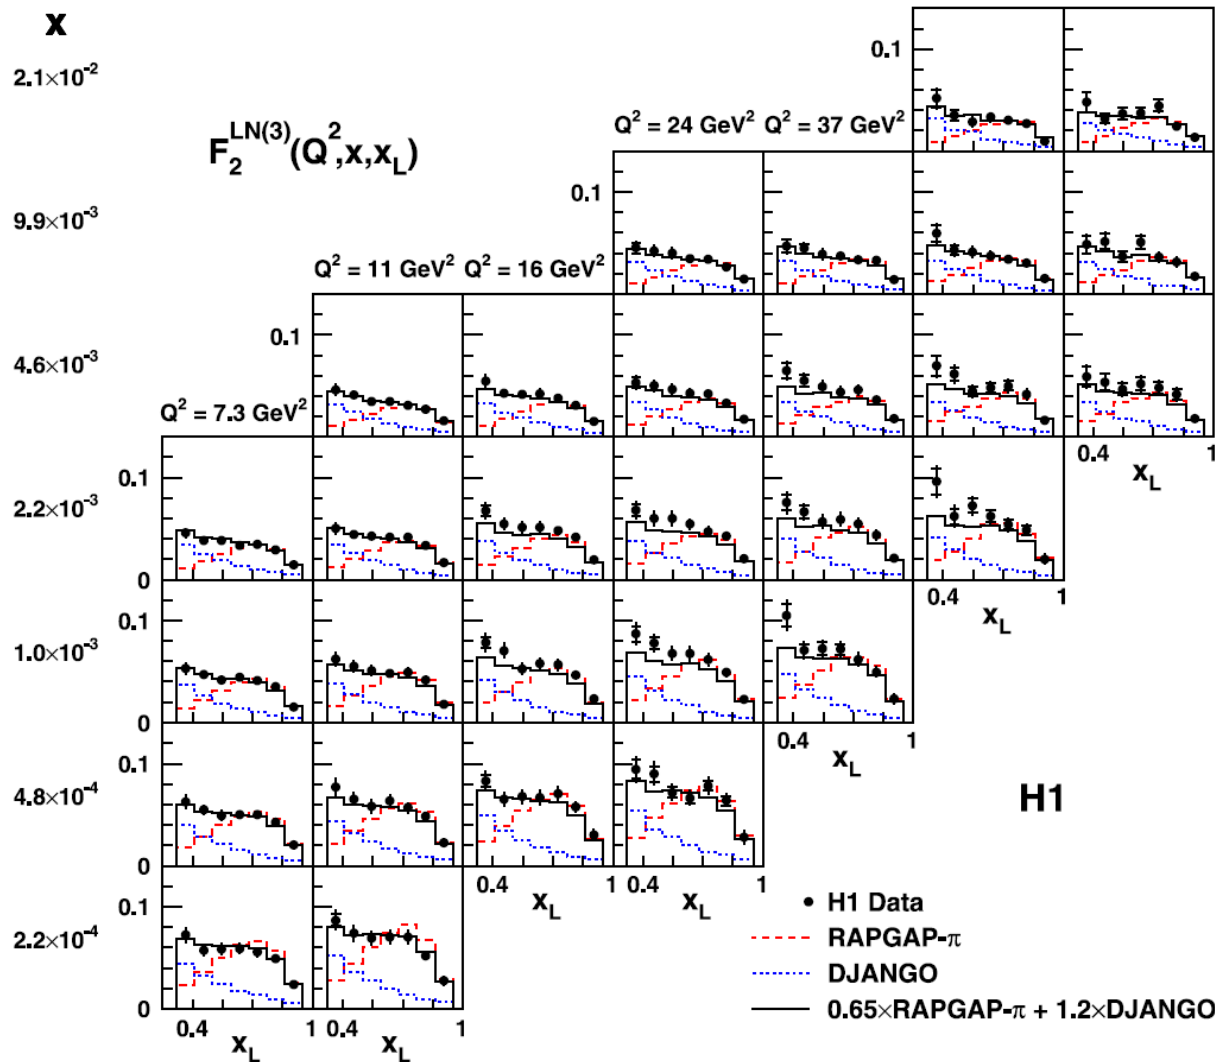 x
0.1
2.1×10⁻²
Q² = 24 GeV² Q² = 37 GeV²
F₂^LN(3)(Q²,x,x_L)
0.1
9.9×10⁻³
Q² = 11 GeV² Q² = 16 GeV²
0.1
4.6×10⁻³
Q² = 7.3 GeV²
0.4 1
x_L
0.1
2.2×10⁻³
0
0.4 1
x_L
0.1
1.0×10⁻³
0
0.4 1
x_L
0.1
4.8×10⁻⁴
H1
0
0.4 1 0.4 1
x_L x_L
0.1
2.2×10⁻⁴
0
0.4 1 0.4 1
x_L x_L
H1 Data
RAPGAP-π
DJANGO
0.65×RAPGAP-π + 1.2×DJANGO